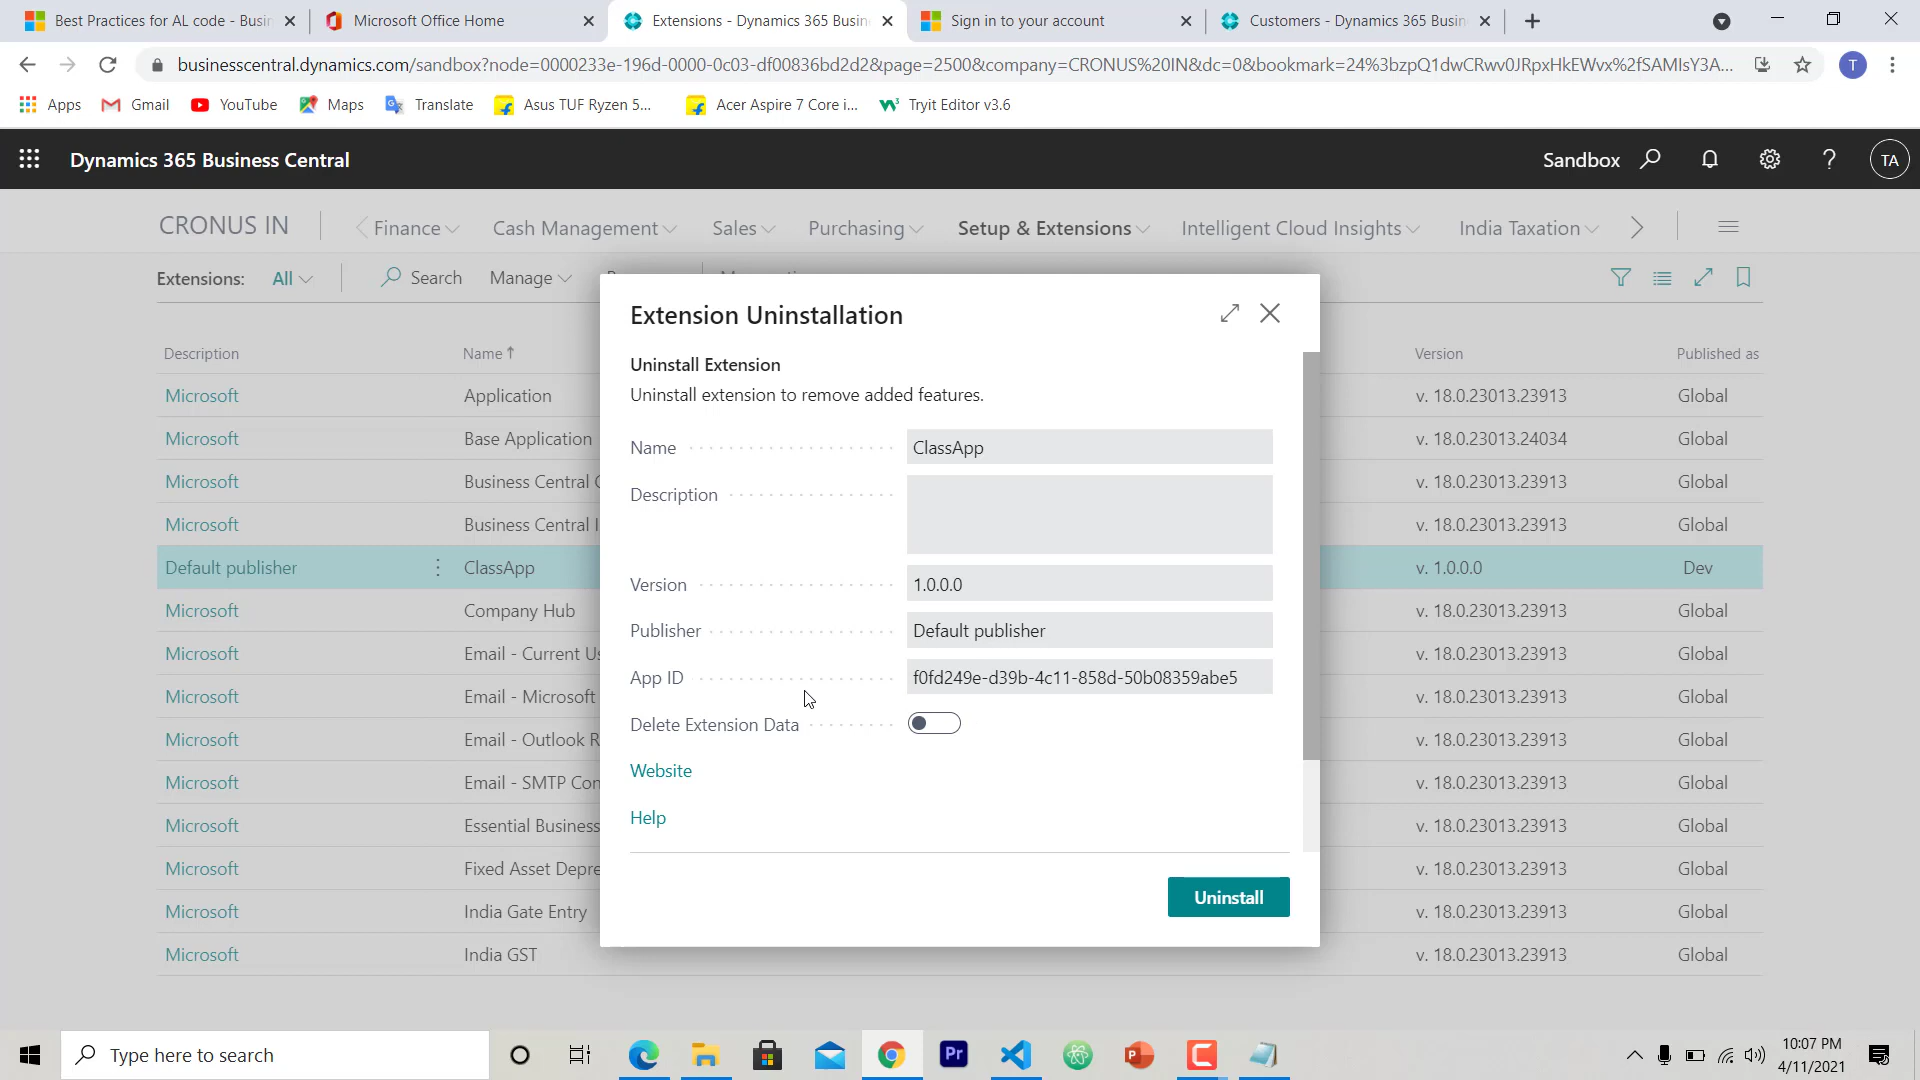 Best Practices for AL code - Busin
Microsoft Office Home
Extensions - Dynamics 365 Busin
Sign in to your account
Customers - Dynamics 365 Busin
businesscentral.dynamics.com/sandbox?node=0000233e-196d-0000-0c03-df00836bd2d2&page=2500&company=CRONUS%20IN&dc=0&bookmark=24%3bzpQ1dwCRwv0JRpxHkEWvx%2fSAMIsY3A...
T
Apps
Gmail
YouTube
Maps
Translate
Asus TUF Ryzen 5...
Acer Aspire 7 Core i...
Tryit Editor v3.6
Dynamics 365 Business Central
Sandbox
TA
CRONUS IN
Finance
Cash Management
Sales
Purchasing
Setup & Extensions
Intelligent Cloud Insights
India Taxation
Extensions:
All
Search
Manage
Description
Name
Version
Published as
Microsoft Application v. 18.0.23013.23913 Global
Microsoft Base Application v. 18.0.23013.24034 Global
Microsoft Business Central v. 18.0.23013.23913 Global
Microsoft Business Central I v. 18.0.23013.23913 Global
Default publisher ClassApp v. 1.0.0.0 Dev
Microsoft Company Hub v. 18.0.23013.23913 Global
Microsoft Email - Current Us v. 18.0.23013.23913 Global
Microsoft Email - Microsoft v. 18.0.23013.23913 Global
Microsoft Email - Outlook R v. 18.0.23013.23913 Global
Microsoft Email - SMTP Con v. 18.0.23013.23913 Global
Microsoft Essential Business v. 18.0.23013.23913 Global
Microsoft Fixed Asset Depre v. 18.0.23013.23913 Global
Microsoft India Gate Entry v. 18.0.23013.23913 Global
Microsoft India GST v. 18.0.23013.23913 Global
Extension Uninstallation
Uninstall Extension
Uninstall extension to remove added features.
Name ClassApp
Description
Version 1.0.0.0
Publisher Default publisher
App ID f0fd249e-d39b-4c11-858d-50b08359abe5
Delete Extension Data
Website
Help
Uninstall
Type here to search
Pr
10:07 PM
4/11/2021